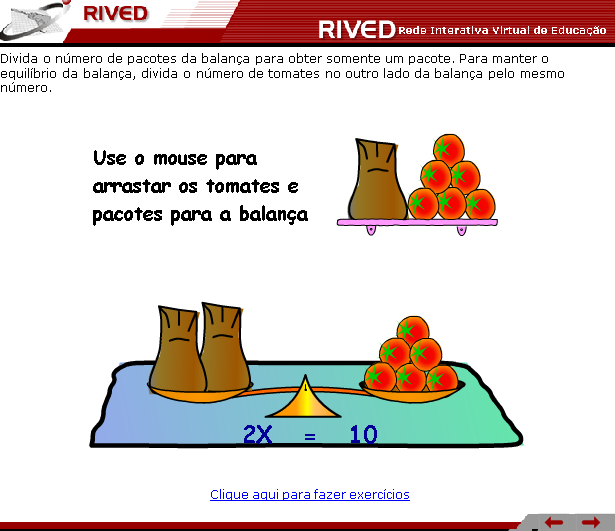 RIVED
RIVED Rede Interativa Virtual de Educação
Divida o número de pacotes da balança para obter somente um pacote. Para manter o
equilíbrio da balança, divida o número de tomates no outro lado da balança pelo mesmo
número.
Use o mouse para
arrastar os tomates e
pacotes para a balança
2X = 10
Clique aqui para fazer exercícios